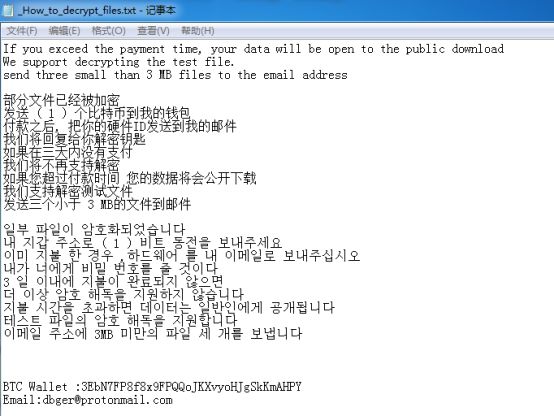 _How_to_decrypt_files.txt - 记事本
文件(F) 编辑(E) 格式(O) 查看(V) 帮助(H)
If you exceed the payment time, your data will be open to the public download
We support decrypting the test file.
send three small than 3 MB files to the email address
部分文件已经被加密
发送 ( 1 ) 个比特币到我的钱包
付款之后, 把你的硬件ID发送到我的邮件
我们将回复给你解密钥匙
如果在三天内没有支付
我们将不再支持解密
如果您超过付款时间 您的数据将会公开下载
我们支持解密测试文件
发送三个小于 3 MB的文件到邮件
일부 파일이 암호화되었습니다
내 지갑 주소로 ( 1 ) 비트 동전을 보내주세요
이미 지불 한 경우 ,하드웨어 를 내 이메일로 보내주십시오
내가 너에게 비밀 번호를 줄 것이다
3 일 이내에 지불이 완료되지 않으면
더 이상 암호 해독을 지원하지 않습니다
지불 시간을 초과하면 데이터는 일반인에게 공개됩니다
테스트 파일의 암호 해독을 지원합니다
이메일 주소에 3MB 미만의 파일 세 개를 보냅니다
BTC Wallet :3EbN7FP8f8x9FPQQoJKXvyoHJgSkKmAHPY
Email:dbger@protonmail.com